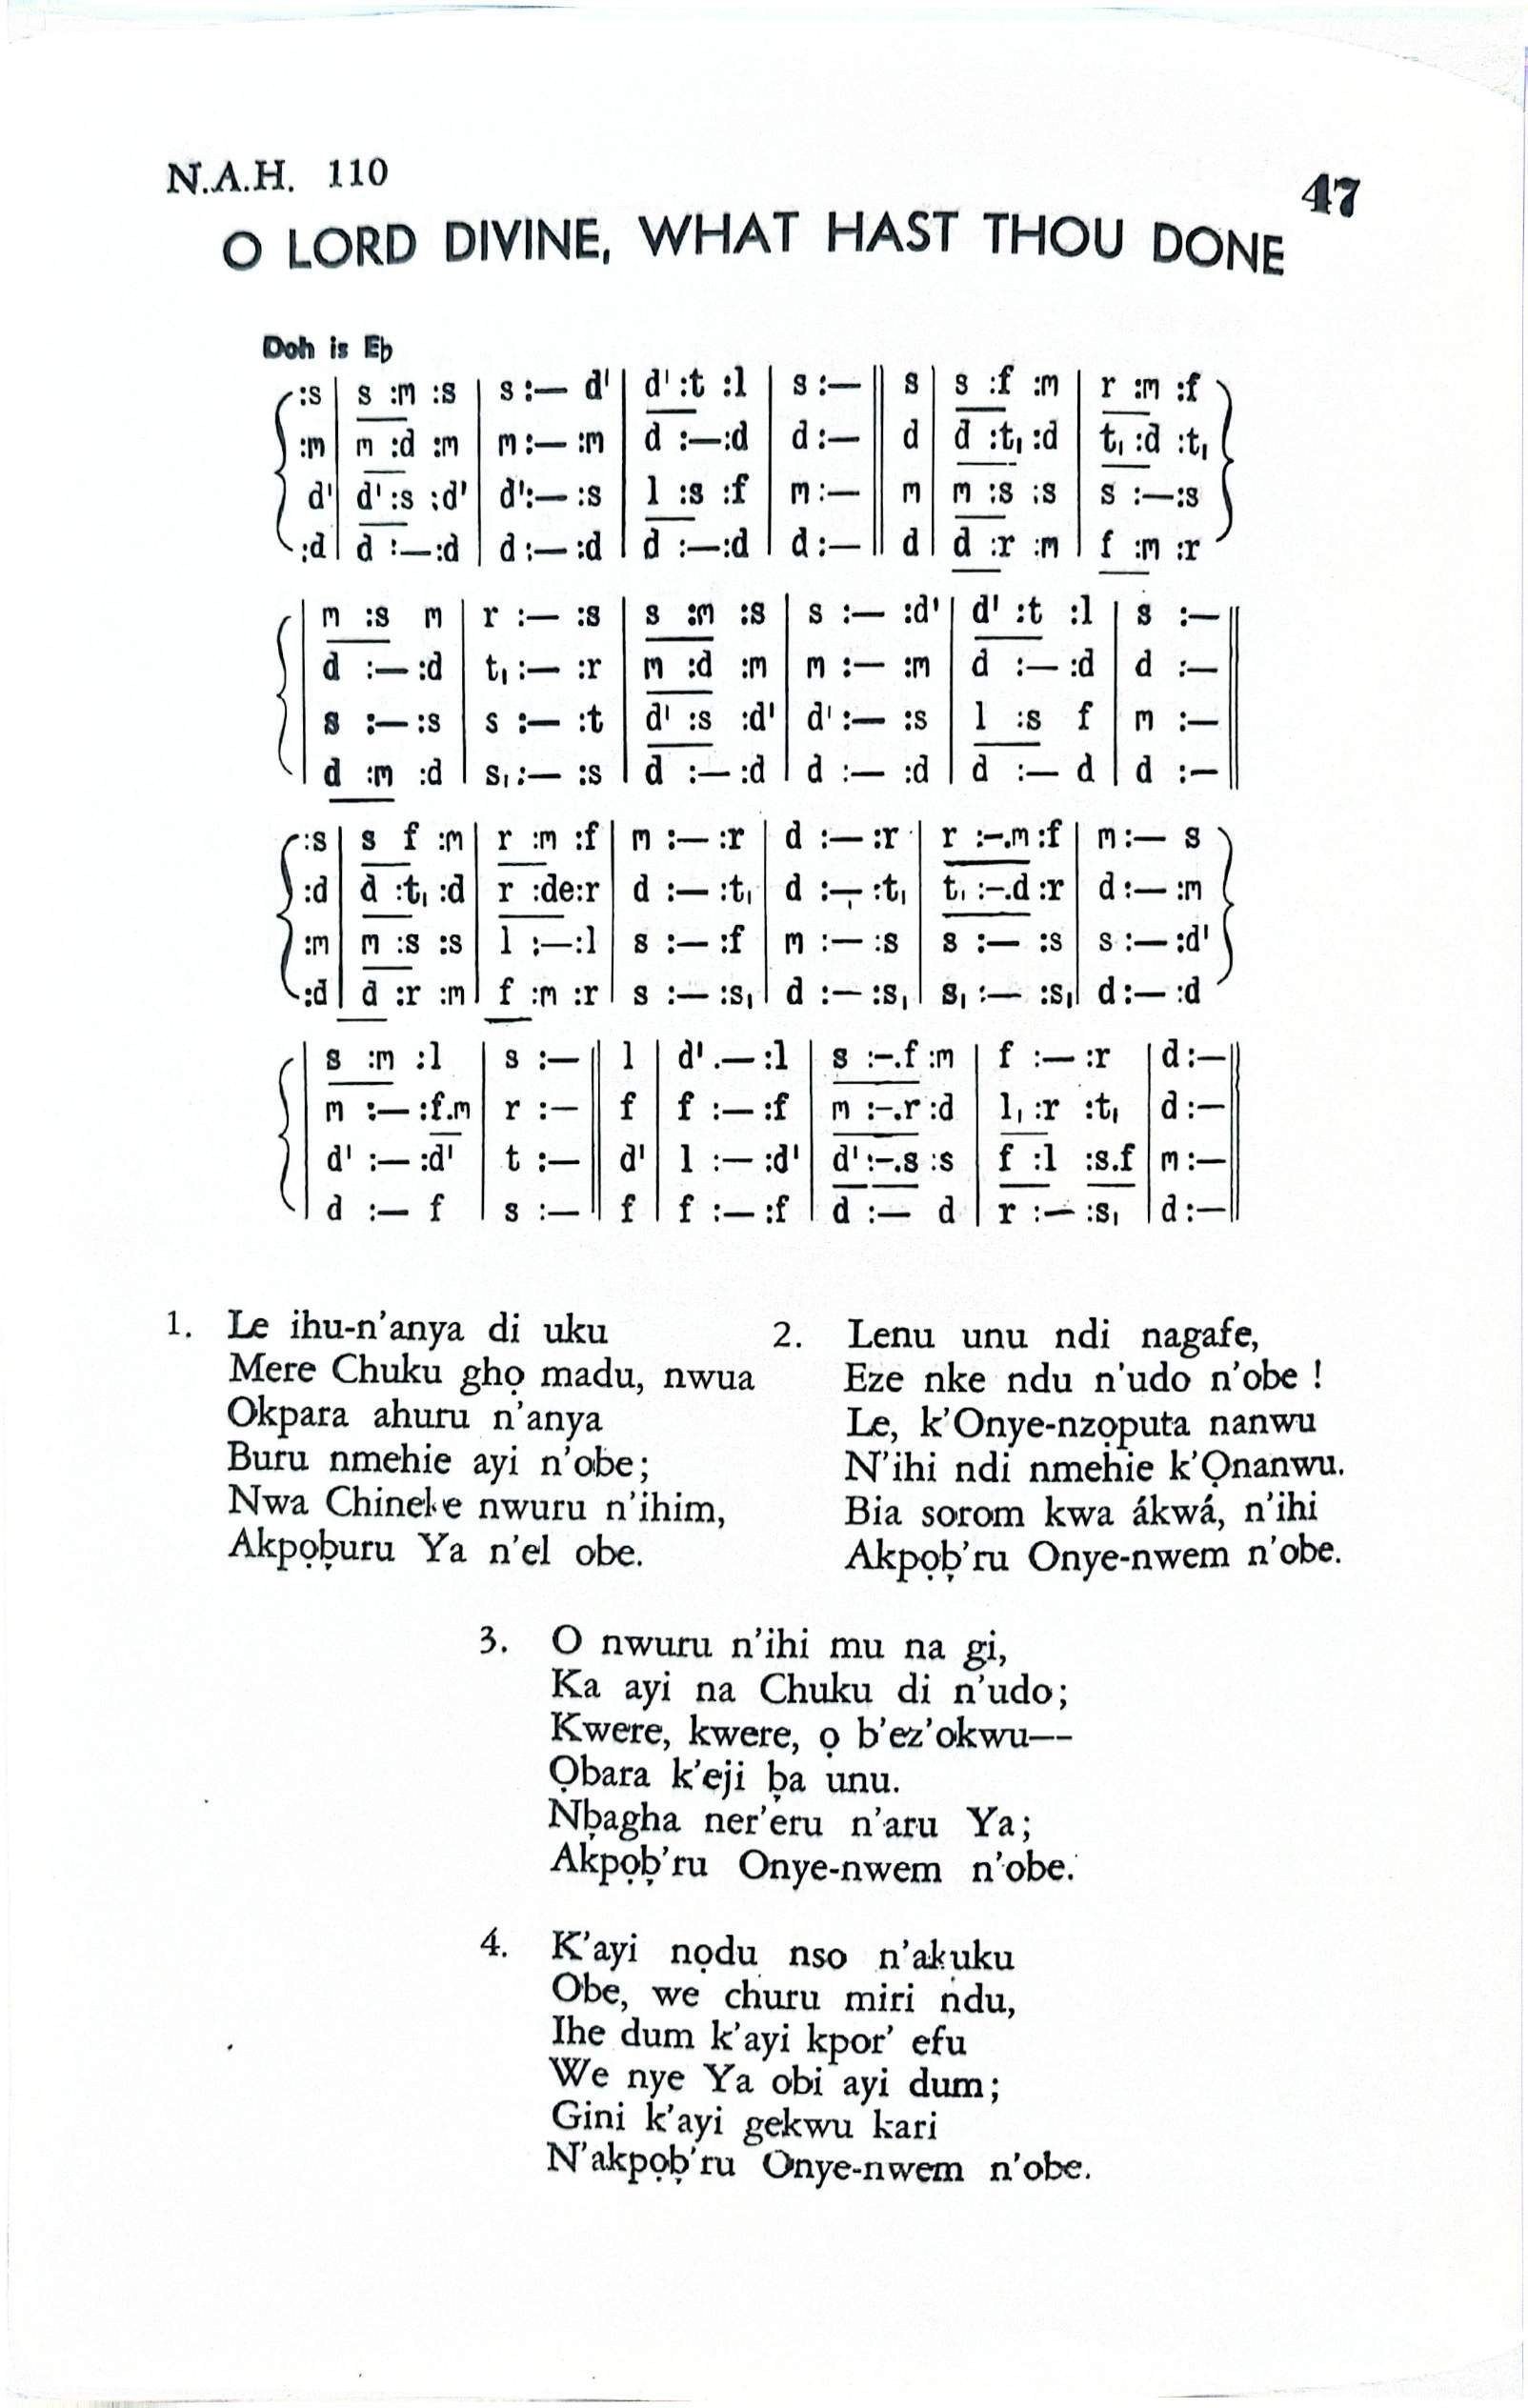 N.A.H. 110
47
O LORD DIVINE, WHAT HAST THOU DONE
Doh is E♭
:s | s :m :s | s :— d' | d' :t :l | s :— || s | s :f :m | r :m :f
:m | m :d :m | m :— :m | d :— :d | d :— || d | d :t, :d | t, :d :t,
d' | d' :s :d' | d' :— :s | l :s :f | m :— || m | m :s :s | s :— :s
:d | d :— :d | d :— :d | d :— :d | d :— || d | d :r :m | f :m :r
| m :s m | r :— :s | s :m :s | s :— :d' | d' :t :l | s :— ||
| d :— :d | t, :— :r | m :d :m | m :— :m | d :— :d | d :— ||
| s :— :s | s :— :t | d' :s :d' | d' :— :s | l :s f | m :— ||
| d :m :d | s, :— :s | d :— :d | d :— :d | d :— d | d :— ||
:s | s f :m | r :m :f | m :— :r | d :— :r | r :-.m :f | m :— s
:d | d :t, :d | r :de :r | d :— :t, | d :— :t, | t, :-.d :r | d :— :m
:m | m :s :s | l :— :l | s :— :f | m :— :s | s :— :s | s :— :d'
:d | d :r :m | f :m :r | s :— :s, | d :— :s, | s, :— :s, | d :— :d
| s :m :l | s :— || l | d' .— :l | s :-.f :m | f :— :r | d :— ||
| m :— :f.m | r :— || f | f :— :f | m :-.r :d | l, :r :t, | d :— ||
| d' :— :d' | t :— || d' | l :— :d' | d' :-.s :s | f :l :s.f | m :— ||
| d :— f | s :— || f | f :— :f | d :— d | r :— :s, | d :— ||
1. Le ihu-n’anya di uku
Mere Chuku ghọ madu, nwua
Okpara ahuru n’anya
Buru nmehie ayi n’obe;
Nwa Chineke nwuru n’ihim,
Akpọḅuru Ya n’el obe.
2. Lenu unu ndi nagafe,
Eze nke ndu n’udo n’obe !
Le, k’Onye-nzọputa nanwu
N’ihi ndi nmehie k’Ọnanwu.
Bia sorom kwa ákwá, n’ihi
Akpọḅ’ru Onye-nwem n’obe.
3. O nwuru n’ihi mu na gi,
Ka ayi na Chuku di n’udo;
Kwere, kwere, ọ b’ez’okwu—–
Ọbara k’eji ḅa unu.
Nḅagha ner’eru n’aru Ya;
Akpọḅ’ru Onye-nwem n’obe.
4. K’ayi nọdu nso n’akuku
Obe, we churu miri ndu,
Ihe dum k’ayi kpor’ efu
We nye Ya obi ayi dum;
Gini k’ayi gekwu kari
N’akpọḅ’ru Onye-nwem n’obe.